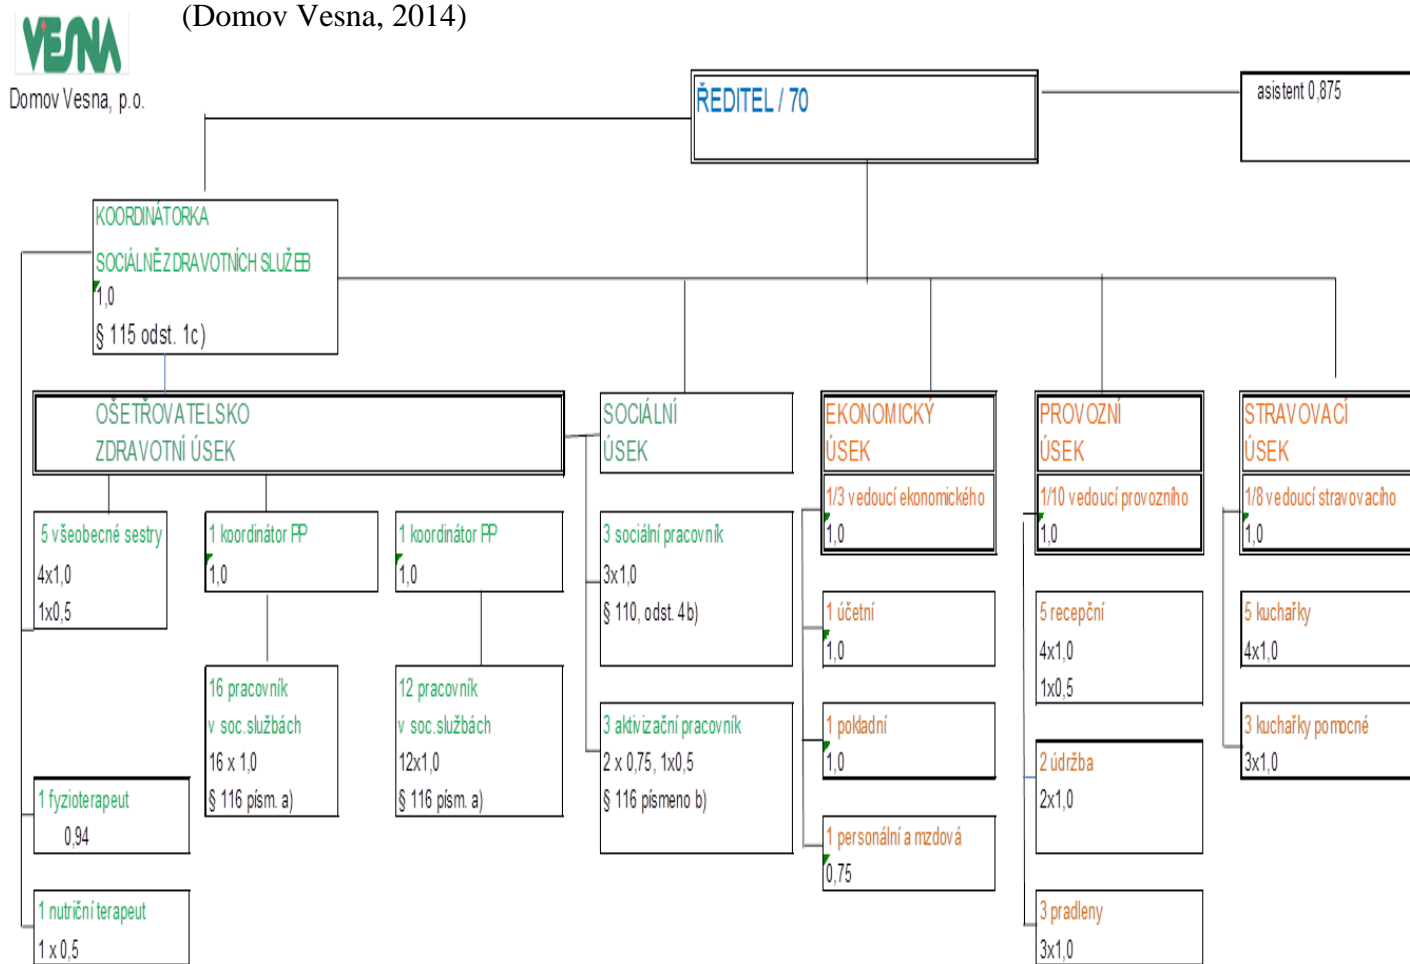 (Domov Vesna, 2014)
VESNA
Domov Vesna, p.o.
ŘEDITEL / 70
asistent 0,875
KOORDINÁTORKA
SOCIÁLNĚZDRAVOTNÍCH SLUŽEB
1,0
§ 115 odst. 1c)
OŠETŘOVATELSKO
ZDRAVOTNÍ ÚSEK
SOCIÁLNÍ
ÚSEK
EKONOMICKÝ
ÚSEK
PROVOZNÍ
ÚSEK
STRAVOVACÍ
ÚSEK
5 všeobecné sestry
4x1,0
1x0,5
1 koordinátor PP
1,0
1 koordinátor PP
1,0
16 pracovník
v soc.službách
16 x 1,0
§ 116 písm. a)
12 pracovník
v soc.službách
12x1,0
§ 116 písm. a)
1 fyzioterapeut
0,94
1 nutriční terapeut
1 x 0,5
3 sociální pracovník
3x1,0
§ 110, odst. 4b)
3 aktivizační pracovník
2 x 0,75, 1x0,5
§ 116 písmeno b)
1/3 vedoucí ekonomického
1,0
1 účetní
1,0
1 pokladní
1,0
1 personální a mzdová
0,75
1/10 vedoucí provozního
1,0
5 recepční
4x1,0
1x0,5
2 údržba
2x1,0
3 pradleny
3x1,0
1/8 vedoucí stravovacího
1,0
5 kuchařky
4x1,0
3 kuchařky pomocné
3x1,0